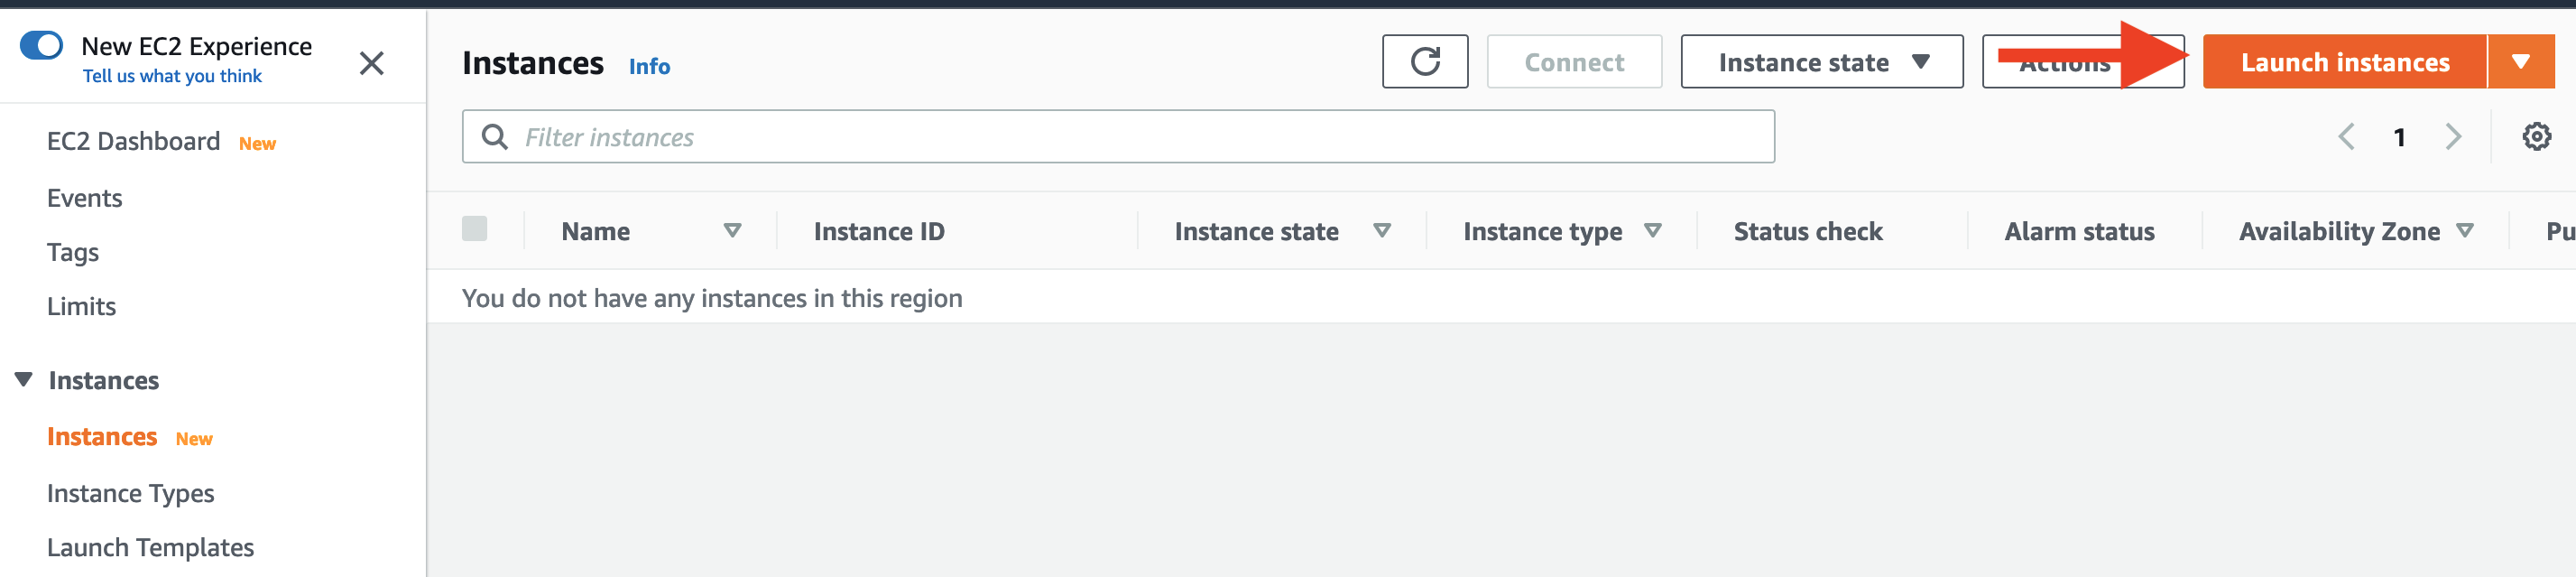 New EC2 Experience
Tell us what you think
EC2 Dashboard New
Events
Tags
Limits
Instances
Instances New
Instance Types
Launch Templates
Instances Info
Connect
Instance state
Actions
Launch instances
Filter instances
1
Name
Instance ID
Instance state
Instance type
Status check
Alarm status
Availability Zone
Pu
You do not have any instances in this region